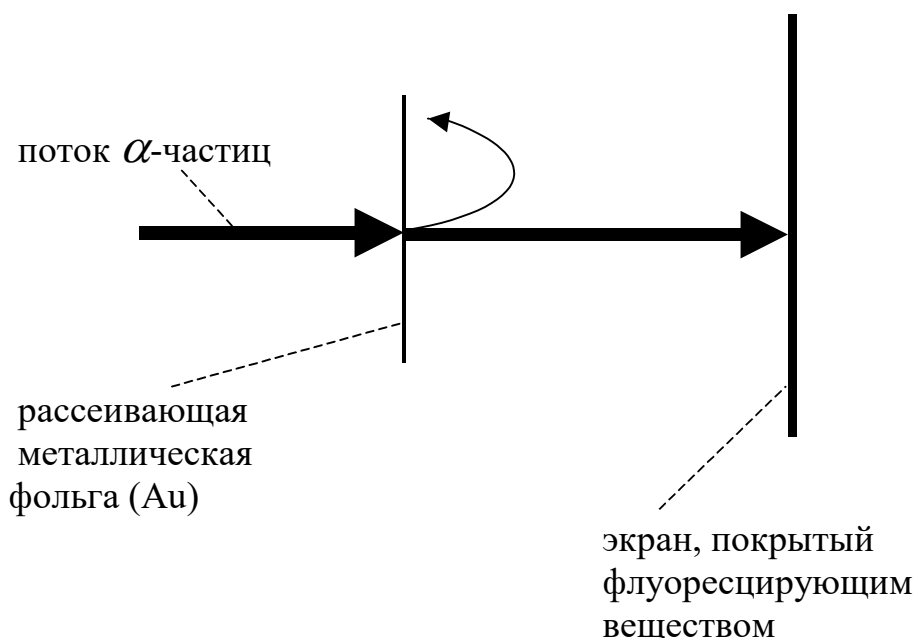 поток α-частиц
рассеивающая
металлическая
фольга (Au)
экран, покрытый
флуоресцирующим
веществом